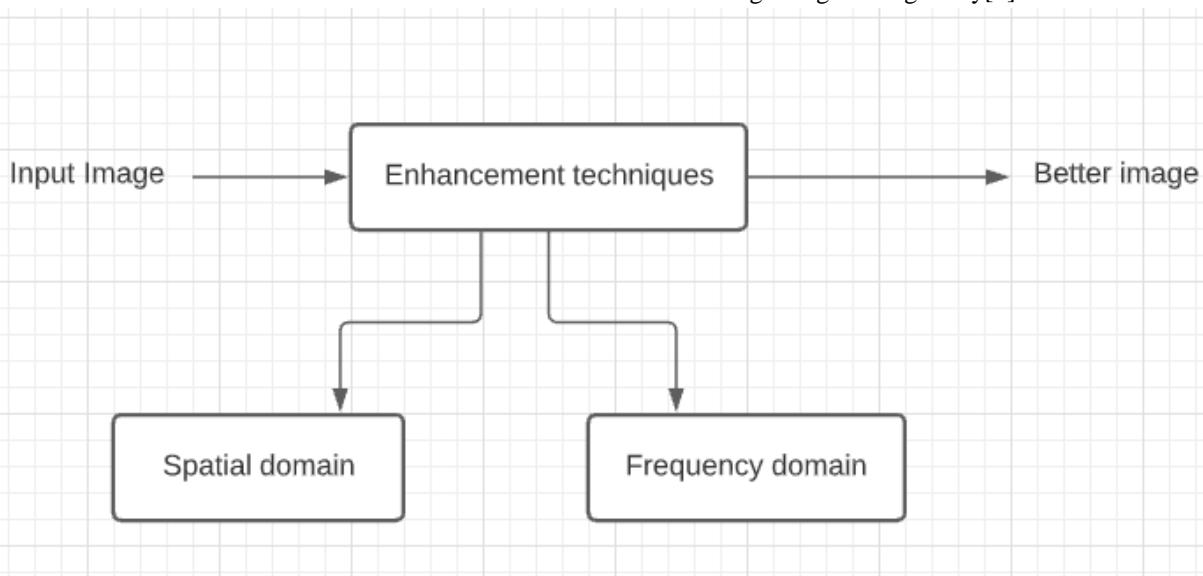 Input Image
Enhancement techniques
Better image
Spatial domain
Frequency domain